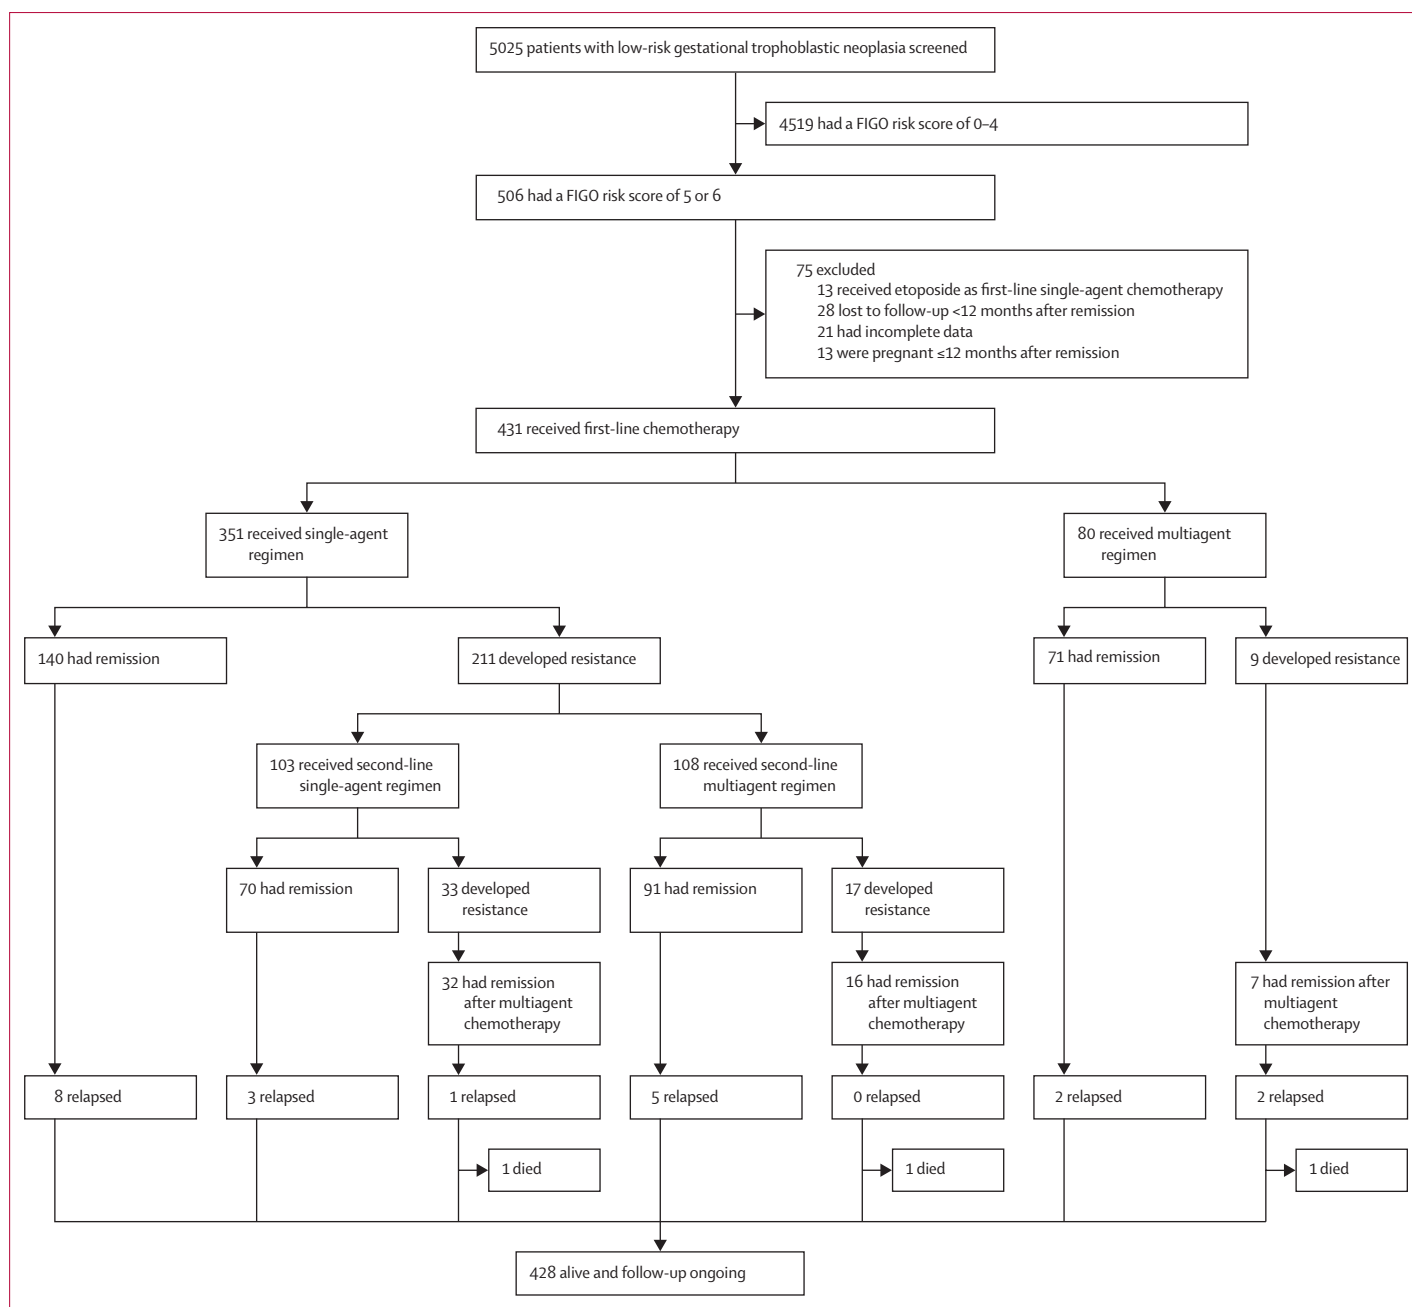 5025 patients with low-risk gestational trophoblastic neoplasia screened
4519 had a FIGO risk score of 0–4
506 had a FIGO risk score of 5 or 6
75 excluded
13 received etoposide as first-line single-agent chemotherapy
28 lost to follow-up <12 months after remission
21 had incomplete data
13 were pregnant ≤12 months after remission
431 received first-line chemotherapy
351 received single-agent
regimen
80 received multiagent
regimen
140 had remission
211 developed resistance
71 had remission
9 developed resistance
103 received second-line
single-agent regimen
108 received second-line
multiagent regimen
70 had remission
33 developed
resistance
91 had remission
17 developed
resistance
32 had remission
after multiagent
chemotherapy
16 had remission
after multiagent
chemotherapy
7 had remission after
multiagent
chemotherapy
8 relapsed
3 relapsed
1 relapsed
5 relapsed
0 relapsed
2 relapsed
2 relapsed
1 died
1 died
1 died
428 alive and follow-up ongoing